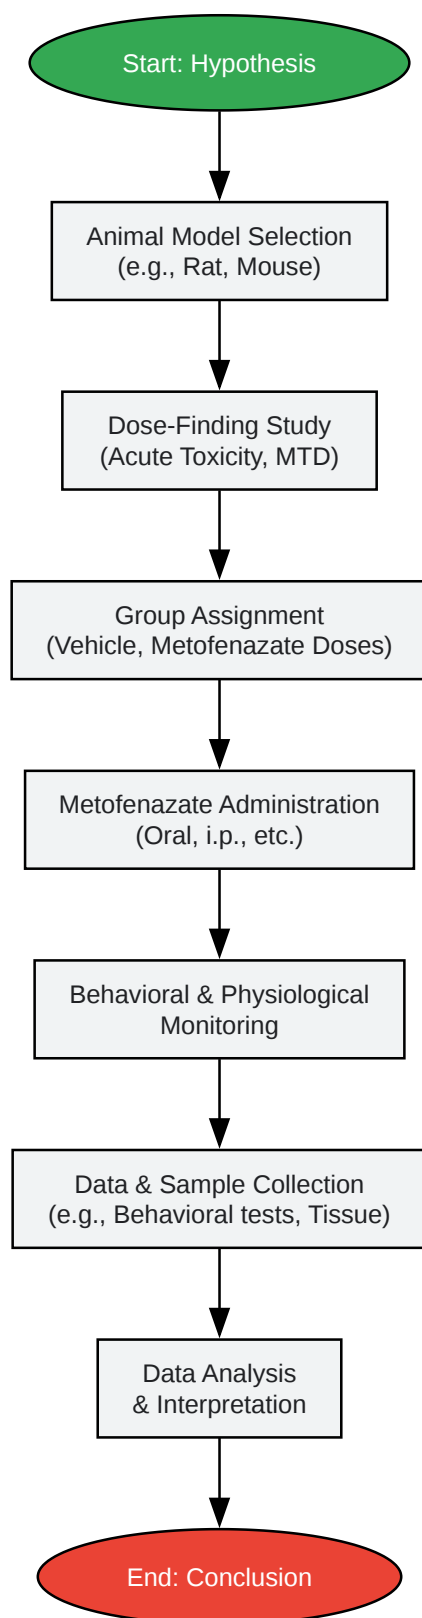 Start: Hypothesis
Animal Model Selection
(e.g., Rat, Mouse)
Dose-Finding Study
(Acute Toxicity, MTD)
Group Assignment
(Vehicle, Metofenazate Doses)
Metofenazate Administration
(Oral, i.p., etc.)
Behavioral & Physiological
Monitoring
Data & Sample Collection
(e.g., Behavioral tests, Tissue)
Data Analysis
& Interpretation
End: Conclusion